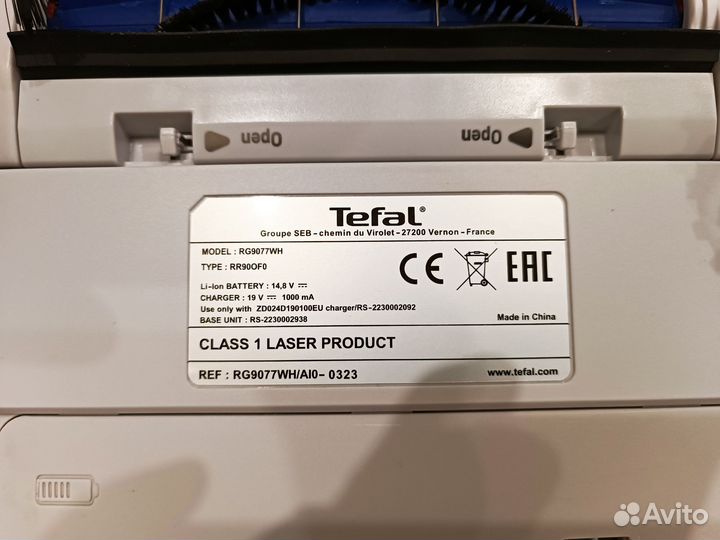 Open Open
Tefal®
Groupe SEB - chemin du Virolet - 27200 Vernon - France
MODEL : RG9077WH
TYPE : RR90OF0
CE EAC
Li-Ion BATTERY : 14,8 V
CHARGER : 19 V 1000 mA
Use only with ZD024D190100EU charger/RS-2230002092
BASE UNIT : RS-2230002938
Made in China
CLASS 1 LASER PRODUCT
REF : RG9077WH/AI0- 0323
www.tefal.com
Avito